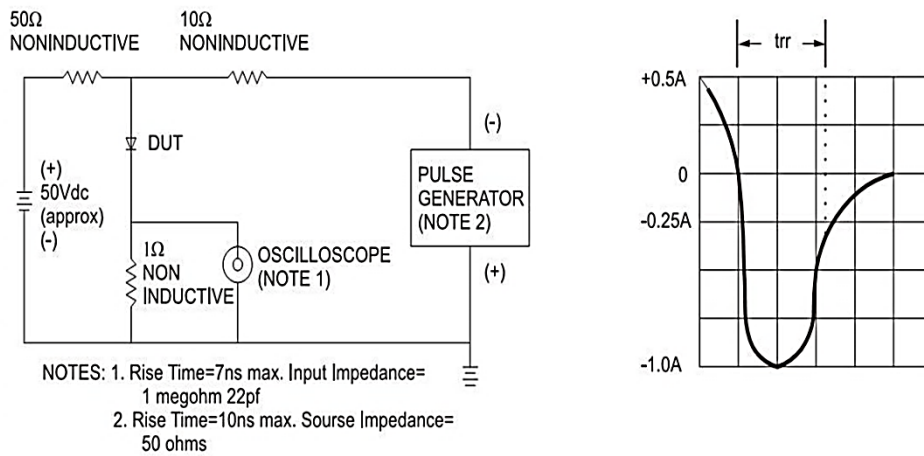 50Ω
NONINDUCTIVE
10Ω
NONINDUCTIVE
DUT
(+)
50Vdc
(approx)
(-)
1Ω
NON
INDUCTIVE
OSCILLOSCOPE
(NOTE 1)
(-)
PULSE
GENERATOR
(NOTE 2)
(+)
NOTES: 1. Rise Time=7ns max. Input Impedance=
1 megohm 22pf
2. Rise Time=10ns max. Sourse Impedance=
50 ohms
trr
+0.5A
0
-0.25A
-1.0A